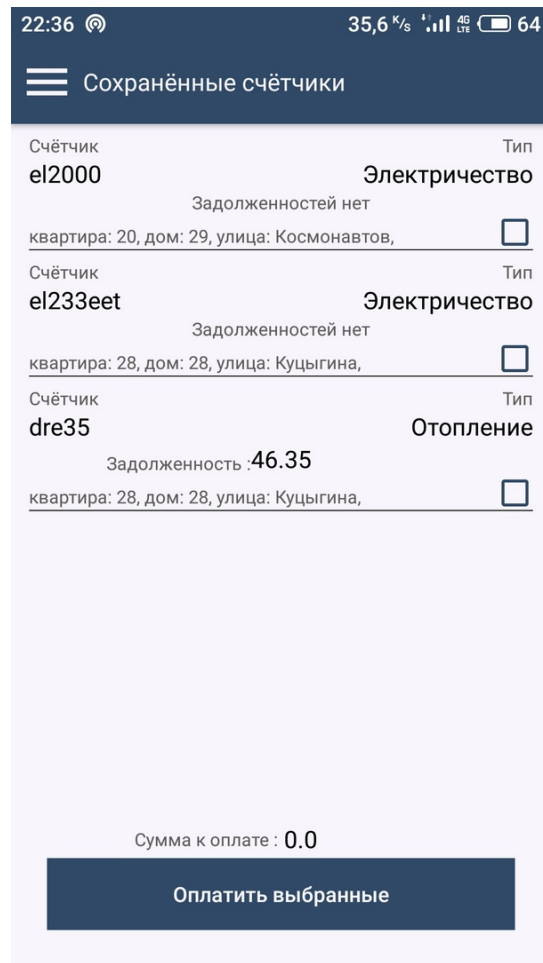 22:36 35,6 K/s 4G LTE 64
Сохранённые счётчики
Счётчик Тип
el2000 Электричество
Задолженностей нет
квартира: 20, дом: 29, улица: Космонавтов,
Счётчик Тип
el233eet Электричество
Задолженностей нет
квартира: 28, дом: 28, улица: Куцыгина,
Счётчик Тип
dre35 Отопление
Задолженность :46.35
квартира: 28, дом: 28, улица: Куцыгина,
Сумма к оплате : 0.0
Оплатить выбранные